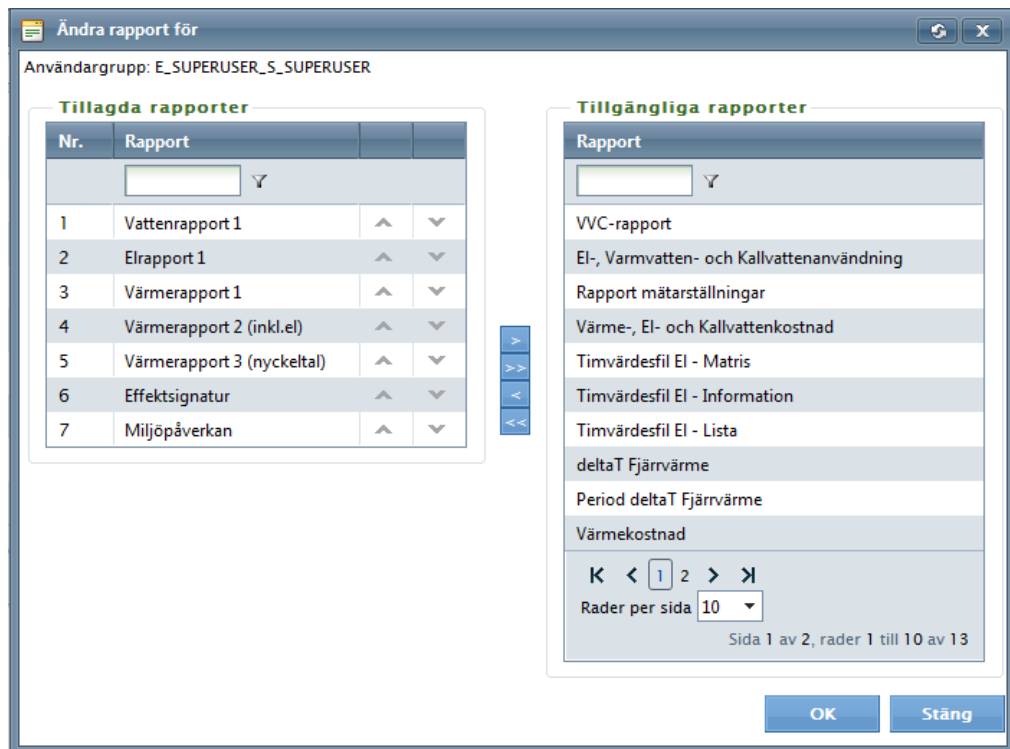 Ändra rapport för
Användargrupp: E_SUPERUSER_S_SUPERUSER
Tillagda rapporter
Nr. Rapport
1 Vattenrapport 1
2 Elrapport 1
3 Värmerapport 1
4 Värmerapport 2 (inkl.el)
5 Värmerapport 3 (nyckeltal)
6 Effektsignatur
7 Miljöpåverkan
>
>>
<
<<
Tillgängliga rapporter
Rapport
VVC-rapport
El-, Varmvatten- och Kallvattenanvändning
Rapport mätarställningar
Värme-, El- och Kallvattenkostnad
Timvärdesfil El - Matris
Timvärdesfil El - Information
Timvärdesfil El - Lista
deltaT Fjärrvärme
Period deltaT Fjärrvärme
Värmekostnad
1 2
Rader per sida 10
Sida 1 av 2, rader 1 till 10 av 13
OK Stäng